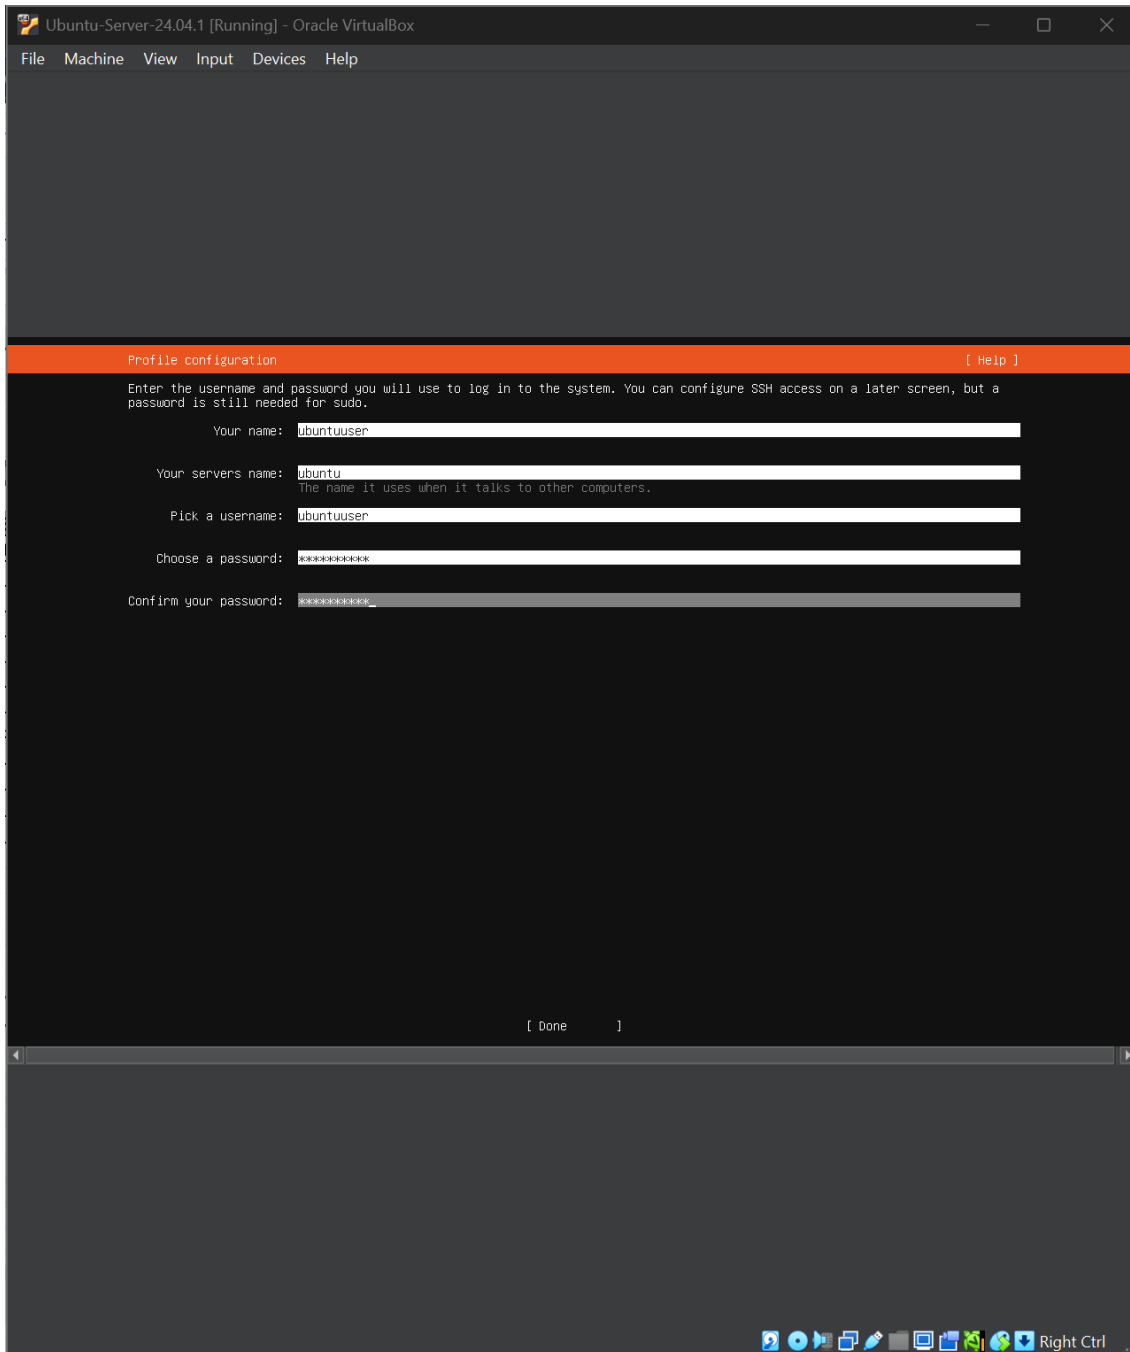 Ubuntu-Server-24.04.1 [Running] - Oracle VirtualBox
File Machine View Input Devices Help
Profile configuration [ Help ]
Enter the username and password you will use to log in to the system. You can configure SSH access on a later screen, but a
password is still needed for sudo.
Your name: ubuntuuser
Your servers name: ubuntu
The name it uses when it talks to other computers.
Pick a username: ubuntuuser
Choose a password: **********
Confirm your password: **********_
[ Done ]
Right Ctrl